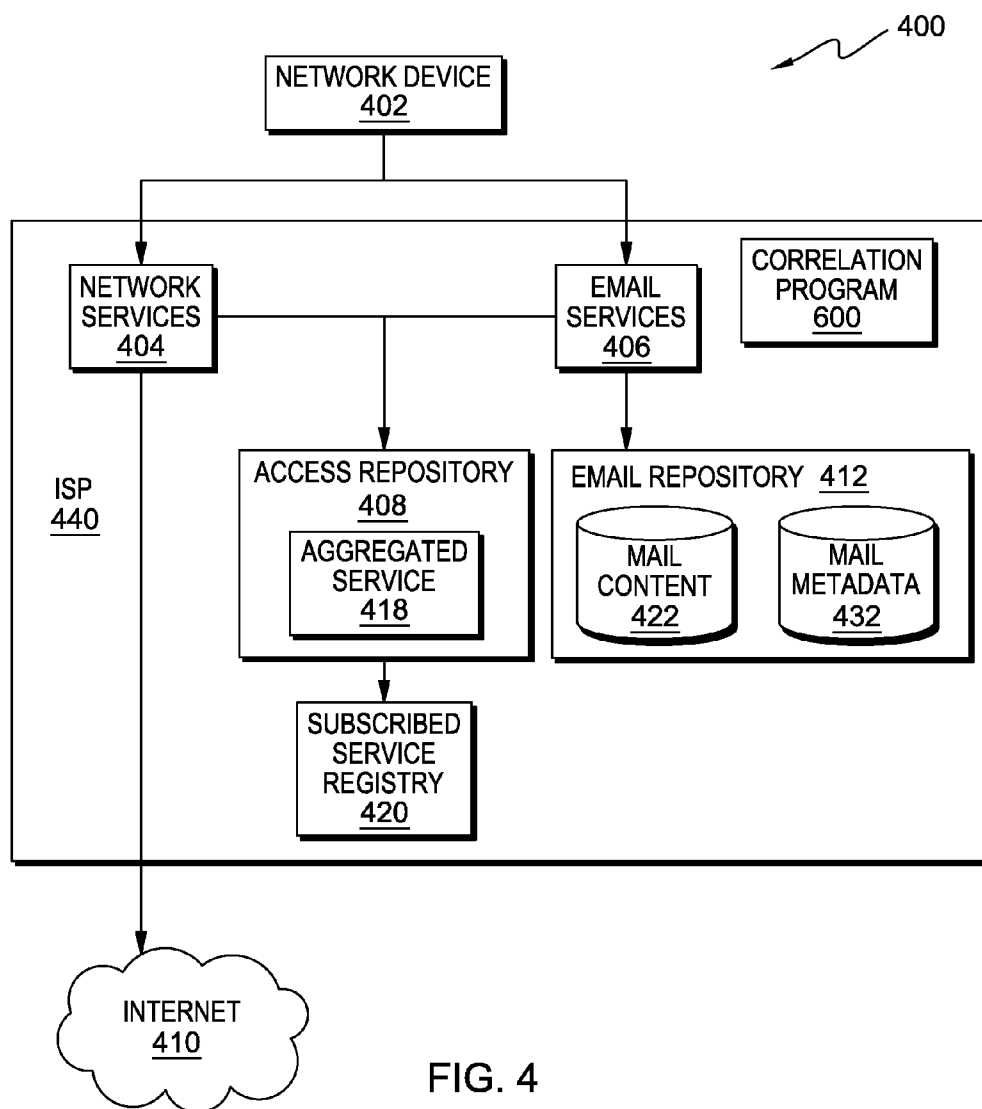 400
NETWORK DEVICE
402
NETWORK
SERVICES
404
EMAIL
SERVICES
406
CORRELATION
PROGRAM
600
ISP
440
ACCESS REPOSITORY
408
AGGREGATED
SERVICE
418
EMAIL REPOSITORY 412
MAIL
CONTENT
422
MAIL
METADATA
432
SUBSCRIBED
SERVICE
REGISTRY
420
INTERNET
410
FIG. 4